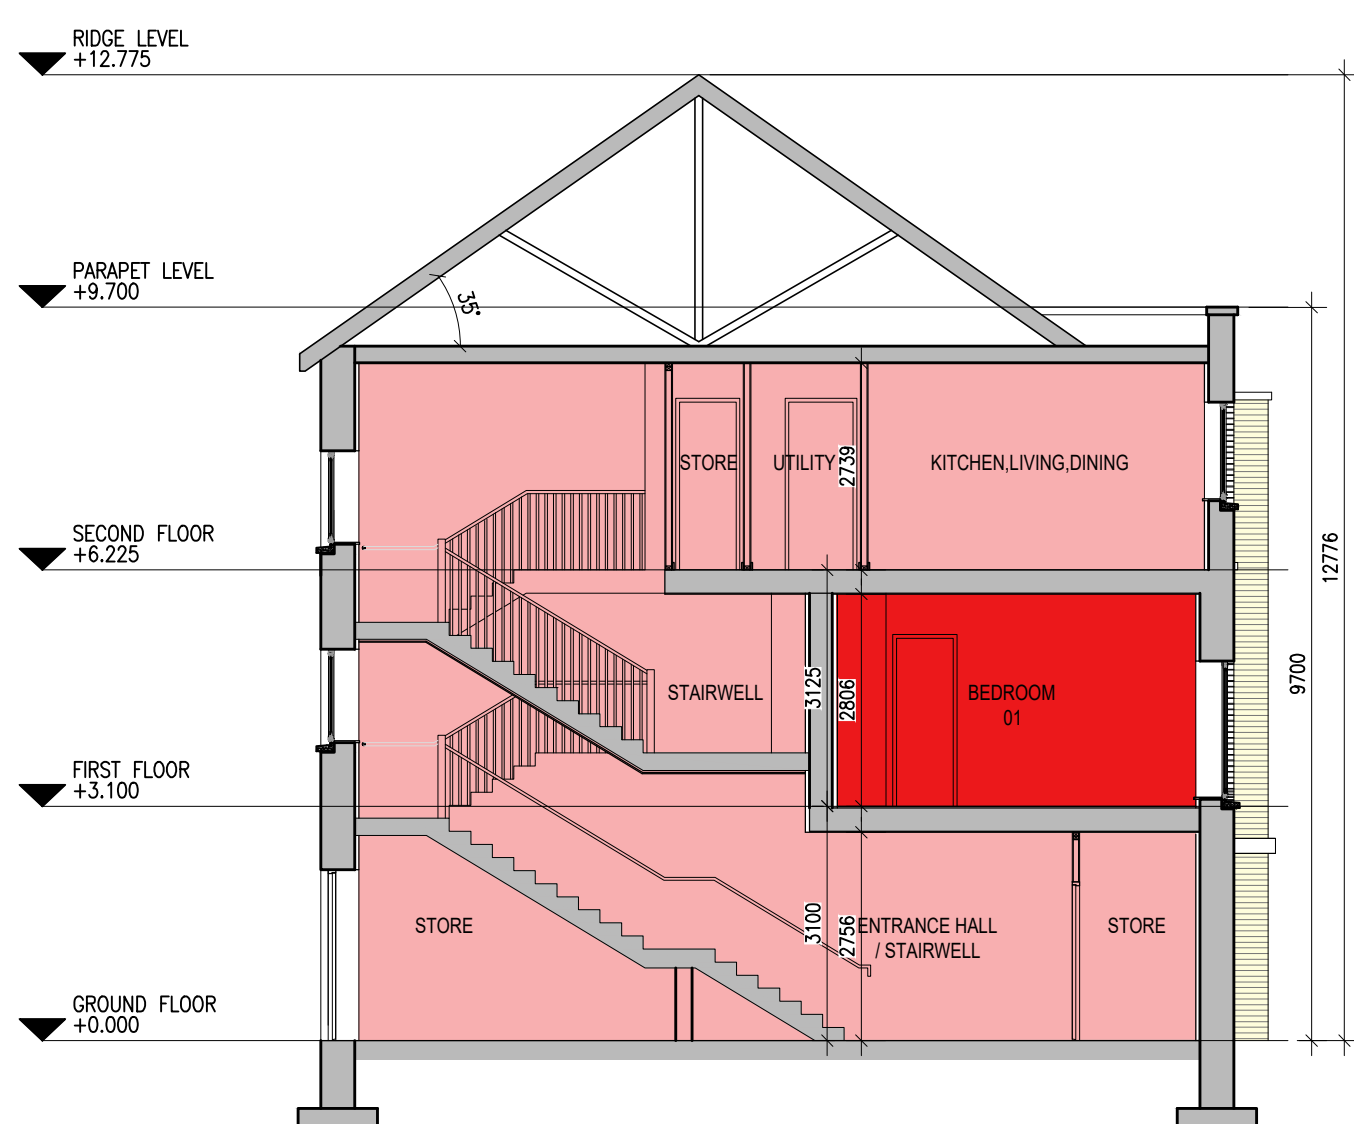 RIDGE LEVEL
+12.775
PARAPET LEVEL
+9.700
35°
STORE
UTILITY
2739
KITCHEN,LIVING,DINING
SECOND FLOOR
+6.225
12776
9700
STAIRWELL
3125
2806
BEDROOM
01
FIRST FLOOR
+3.100
STORE
3100
2756
ENTRANCE HALL
/ STAIRWELL
STORE
GROUND FLOOR
+0.000